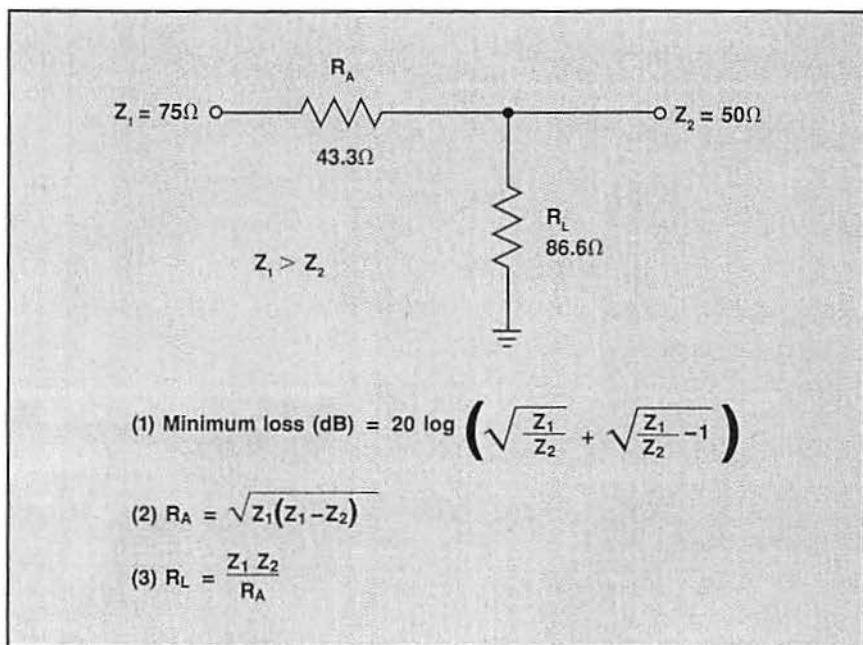 R_A
Z_1 = 75Ω
Z_2 = 50Ω
43.3Ω
R_L
86.6Ω
Z_1 > Z_2
(1) Minimum loss (dB) = 20 log (√(Z_1/Z_2) + √(Z_1/Z_2 −1))
(2) R_A = √(Z_1(Z_1−Z_2))
(3) R_L = Z_1 Z_2 / R_A